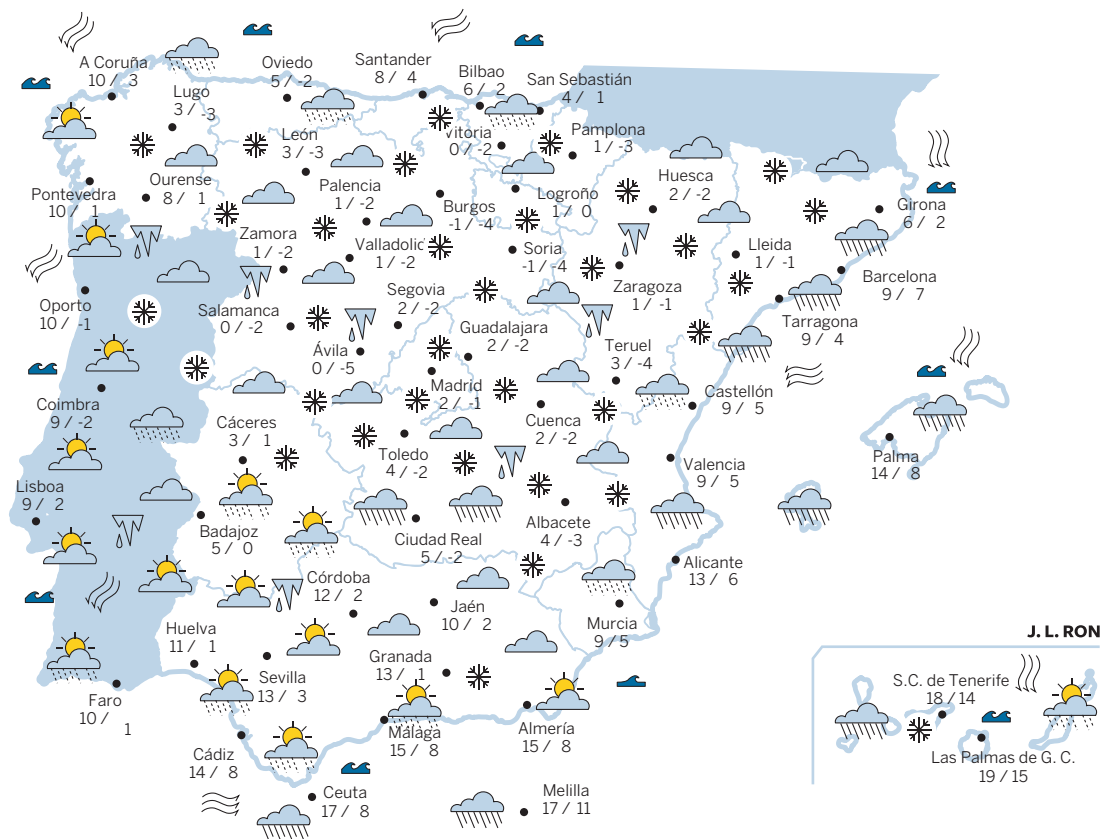 A Coruña
10 / 3
Lugo
3 / -3
Oviedo
5 / -2
Santander
8 / 4
Bilbao
6 / 2
San Sebastián
4 / 1
Vitoria
0 / -2
Pamplona
1 / -3
León
3 / -3
Pontevedra
10 / 1
Ourense
8 / 1
Palencia
1 / -2
Burgos
-1 / -4
Logroño
1 / 0
Huesca
2 / -2
Girona
6 / 2
Zamora
1 / -2
Valladolid
1 / -2
Soria
-1 / -4
Zaragoza
1 / -1
Lleida
1 / -1
Barcelona
9 / 7
Oporto
10 / -1
Salamanca
0 / -2
Segovia
2 / -2
Guadalajara
2 / -2
Tarragona
9 / 4
Ávila
0 / -5
Teruel
3 / -4
Madrid
2 / -1
Castellón
9 / 5
Coimbra
9 / -2
Cáceres
3 / 1
Cuenca
2 / -2
Toledo
4 / -2
Palma
14 / 8
Valencia
9 / 5
Lisboa
9 / 2
Badajoz
5 / 0
Ciudad Real
5 / -2
Albacete
4 / -3
Alicante
13 / 6
Córdoba
12 / 2
Jaén
10 / 2
Murcia
9 / 5
Huelva
11 / 1
Sevilla
13 / 3
Granada
13 / 1
Faro
10 /
1
Cádiz
14 / 8
Málaga
15 / 8
Almería
15 / 8
Ceuta
17 / 8
Melilla
17 / 11
J. L. RON
S.C. de Tenerife
18 / 14
Las Palmas de G. C.
19 / 15